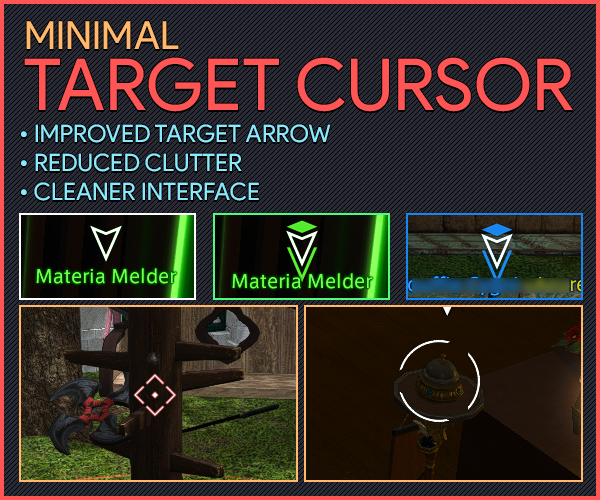 MINIMAL
TARGET CURSOR
• IMPROVED TARGET ARROW
• REDUCED CLUTTER
• CLEANER INTERFACE
Materia Melder
Materia Melder